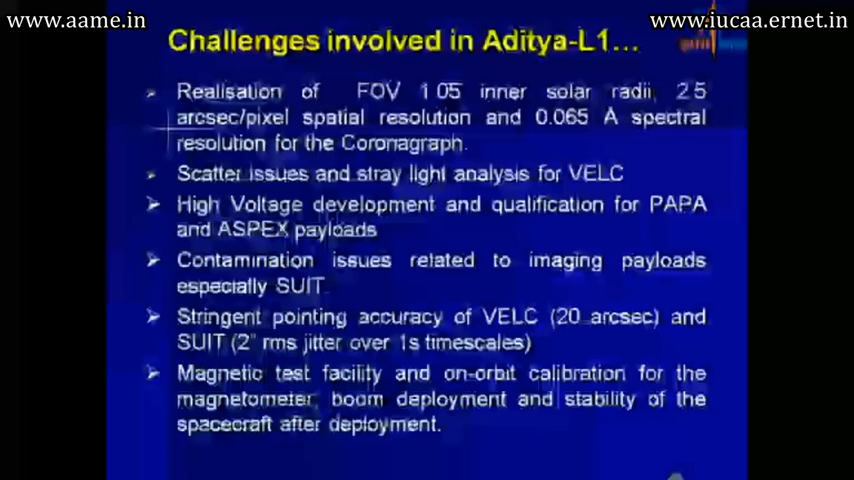 www.aame.in
www.iucaa.ernet.in
Challenges involved in Aditya-L1...
➢ Realisation of FOV 1.05 inner solar radii, 2.5
arcsec/pixel spatial resolution and 0.065 A spectral
resolution for the Coronagraph.
➢ Scatter issues and stray light analysis for VELC
➢ High Voltage development and qualification for PAPA
and ASPEX payloads
➢ Contamination issues related to imaging payloads
especially SUIT.
➢ Stringent pointing accuracy of VELC (20 arcsec) and
SUIT (2" rms jitter over 1s timescales)
➢ Magnetic test facility and on-orbit calibration for the
magnetometer, boom deployment and stability of the
spacecraft after deployment.